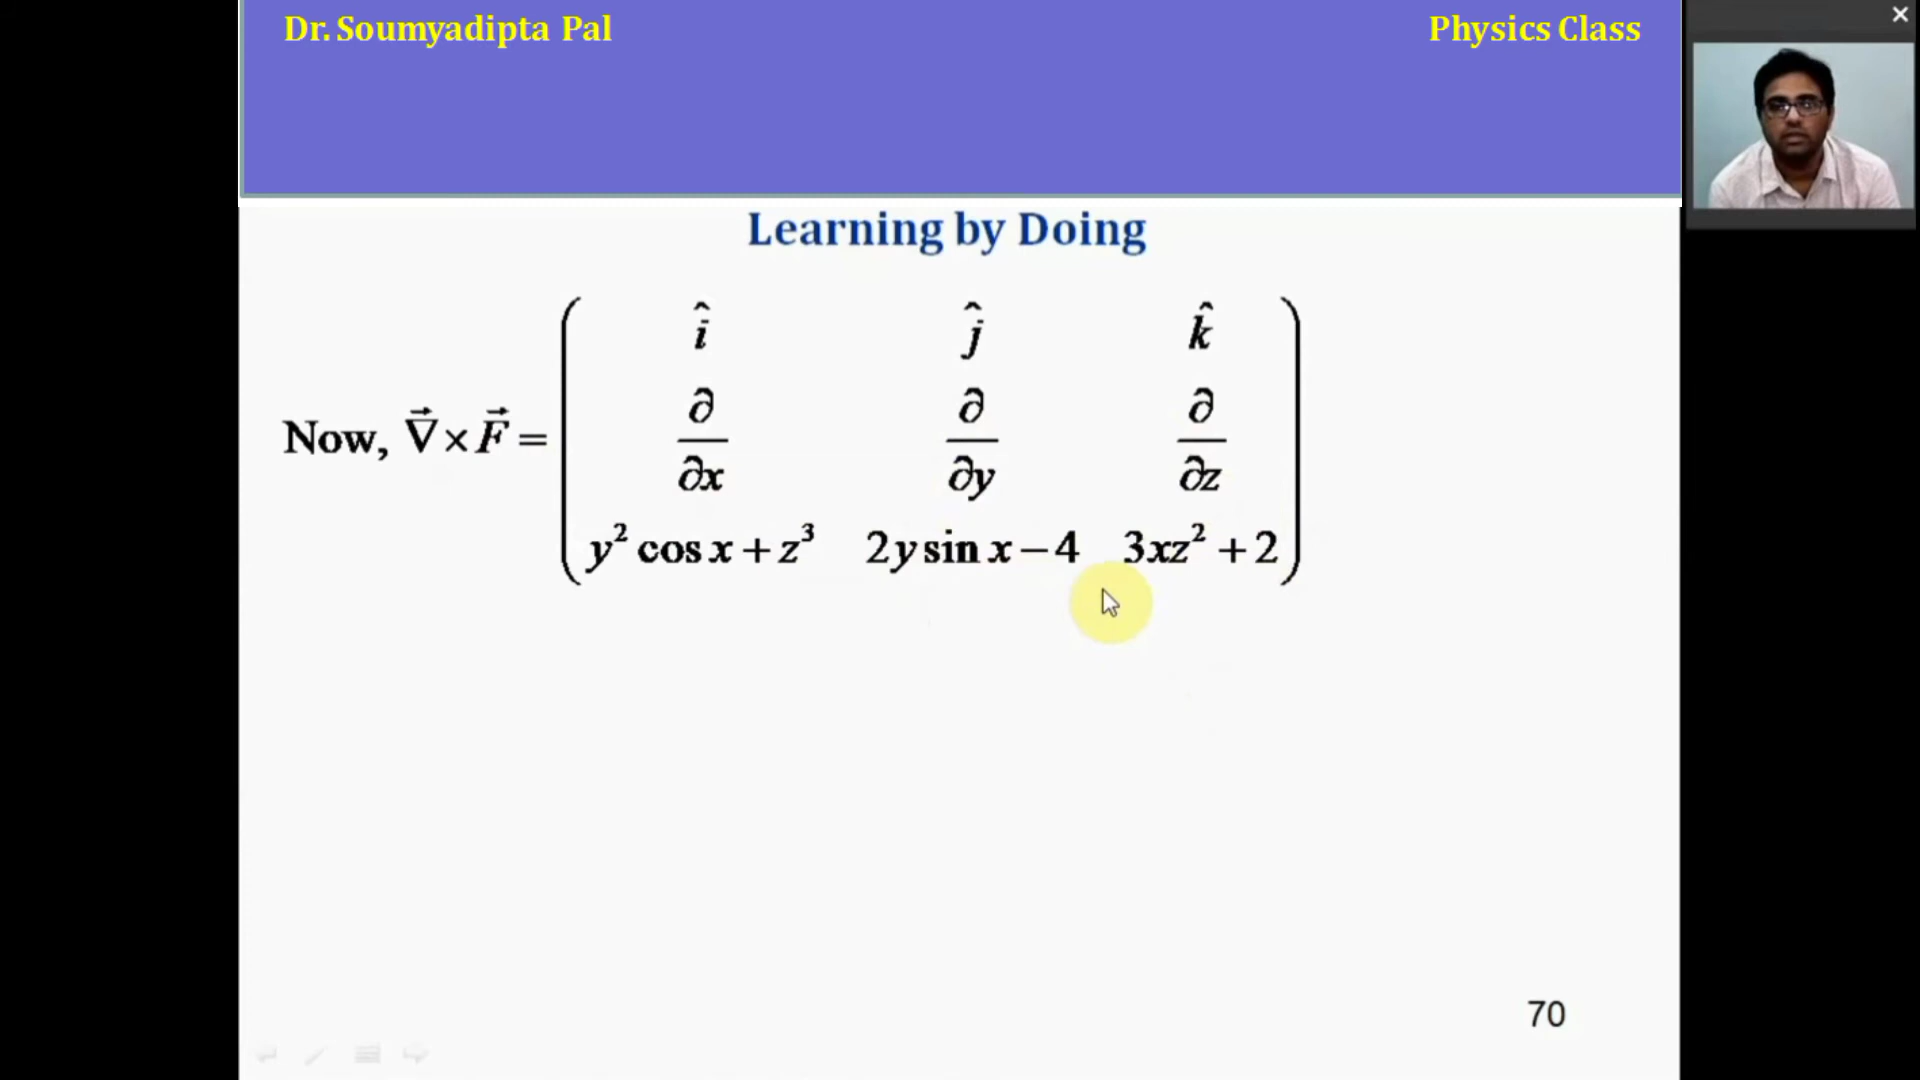 Dr. Soumyadipta Pal
Physics Class
Learning by Doing
Now, ∇⃗ × F⃗ =
î ĵ k̂
∂/∂x ∂/∂y ∂/∂z
y² cos x + z³ 2y sin x − 4 3xz² + 2
70